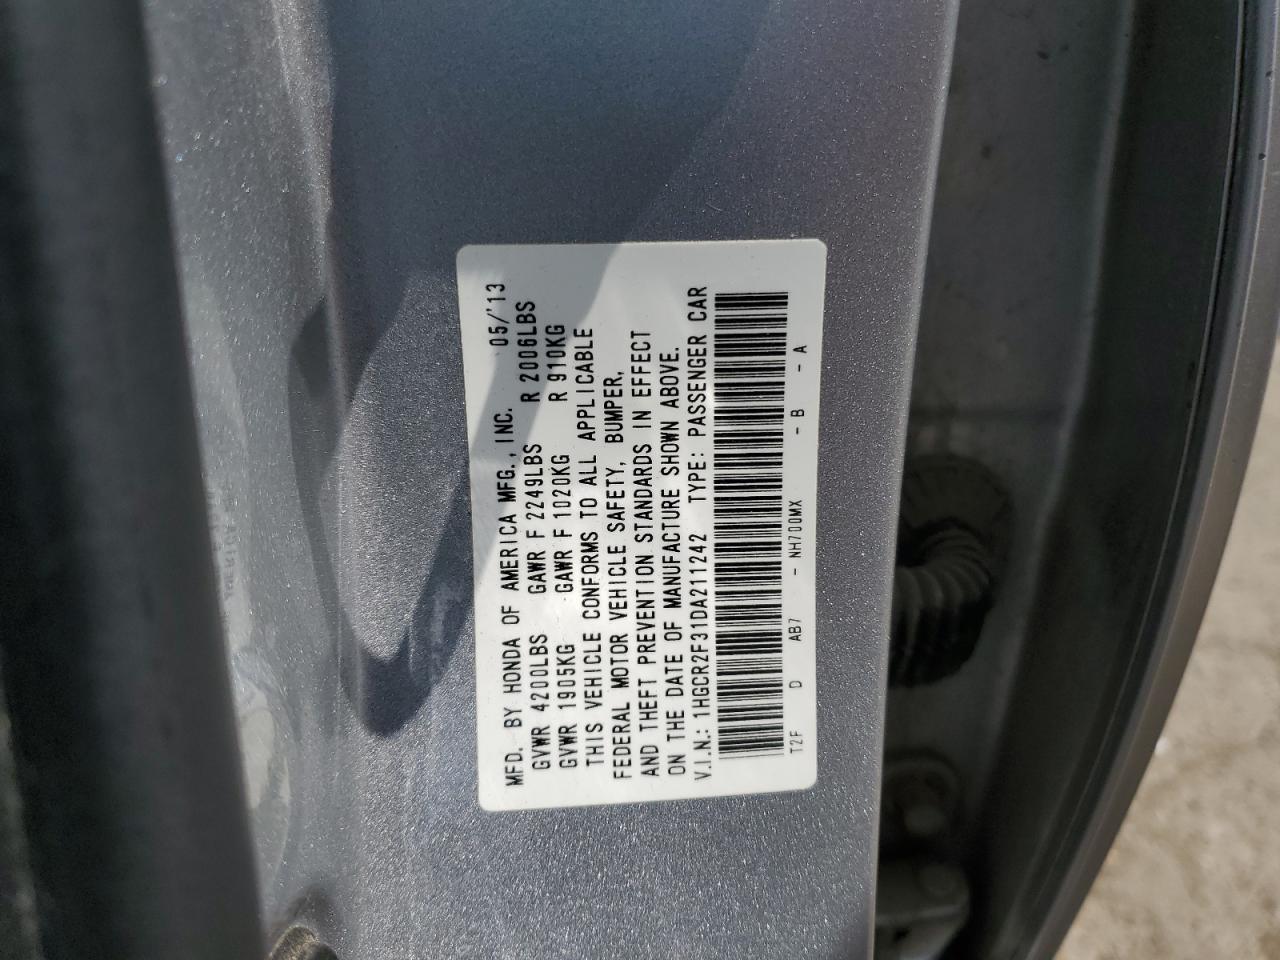 MFD. BY HONDA OF AMERICA MFG., INC. 05/'13
GVWR 4200LBS GAWR F 2249LBS R 2006LBS
GVWR 1905KG GAWR F 1020KG R 910KG
THIS VEHICLE CONFORMS TO ALL APPLICABLE
FEDERAL MOTOR VEHICLE SAFETY, BUMPER,
AND THEFT PREVENTION STANDARDS IN EFFECT
ON THE DATE OF MANUFACTURE SHOWN ABOVE.
V.I.N.: 1HGCR2F31DA211242 TYPE: PASSENGER CAR
T2F D AB7 - NH700MX - B - A